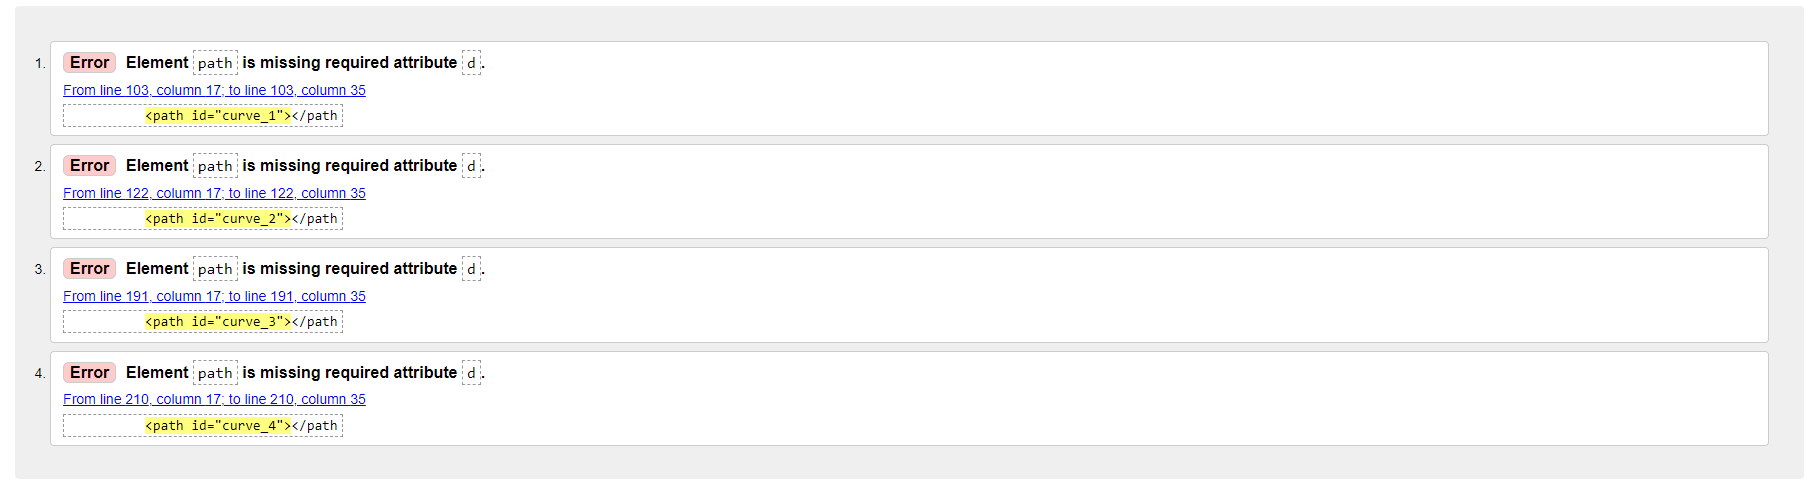 1. Error Element path is missing required attribute d.
From line 103, column 17; to line 103, column 35
<path id="curve_1"></path
2. Error Element path is missing required attribute d.
From line 122, column 17; to line 122, column 35
<path id="curve_2"></path
3. Error Element path is missing required attribute d.
From line 191, column 17; to line 191, column 35
<path id="curve_3"></path
4. Error Element path is missing required attribute d.
From line 210, column 17; to line 210, column 35
<path id="curve_4"></path